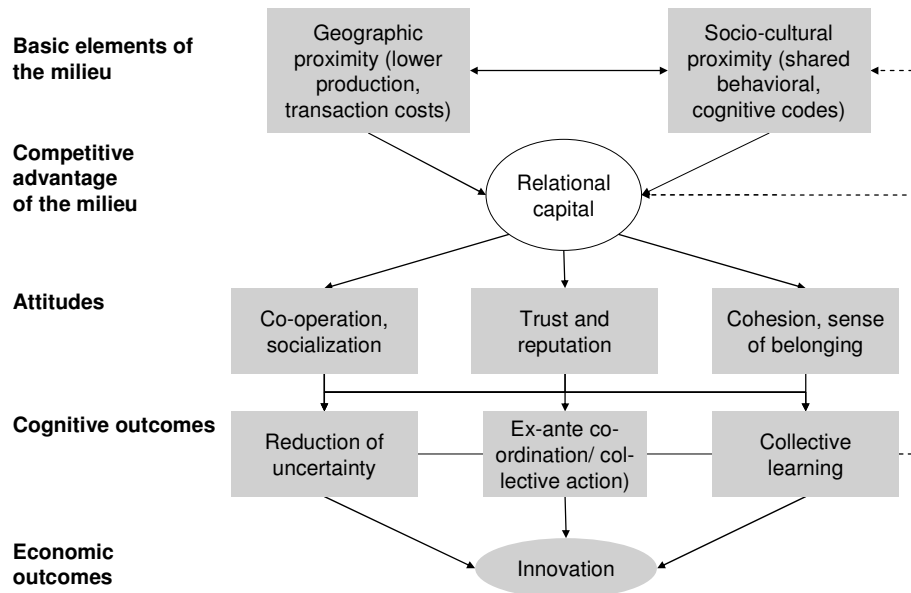 Basic elements of
the milieu
Geographic
proximity (lower
production,
transaction costs)
Socio-cultural
proximity (shared
behavioral,
cognitive codes)
Competitive
advantage
of the milieu
Relational
capital
Attitudes
Co-operation,
socialization
Trust and
reputation
Cohesion, sense
of belonging
Cognitive outcomes
Reduction of
uncertainty
Ex-ante co-
ordination/ col-
lective action)
Collective
learning
Economic
outcomes
Innovation